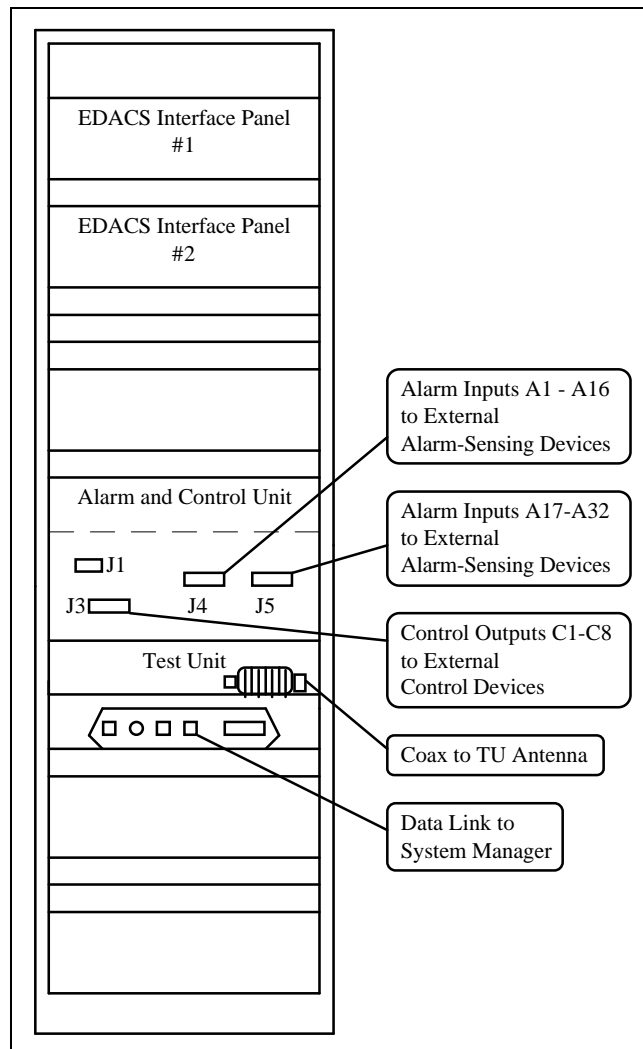 EDACS Interface Panel
#1
EDACS Interface Panel
#2
Alarm Inputs A1 - A16
to External
Alarm-Sensing Devices
Alarm and Control Unit
Alarm Inputs A17-A32
to External
Alarm-Sensing Devices
J1
J3
J4
J5
Control Outputs C1-C8
to External
Control Devices
Test Unit
Coax to TU Antenna
Data Link to
System Manager